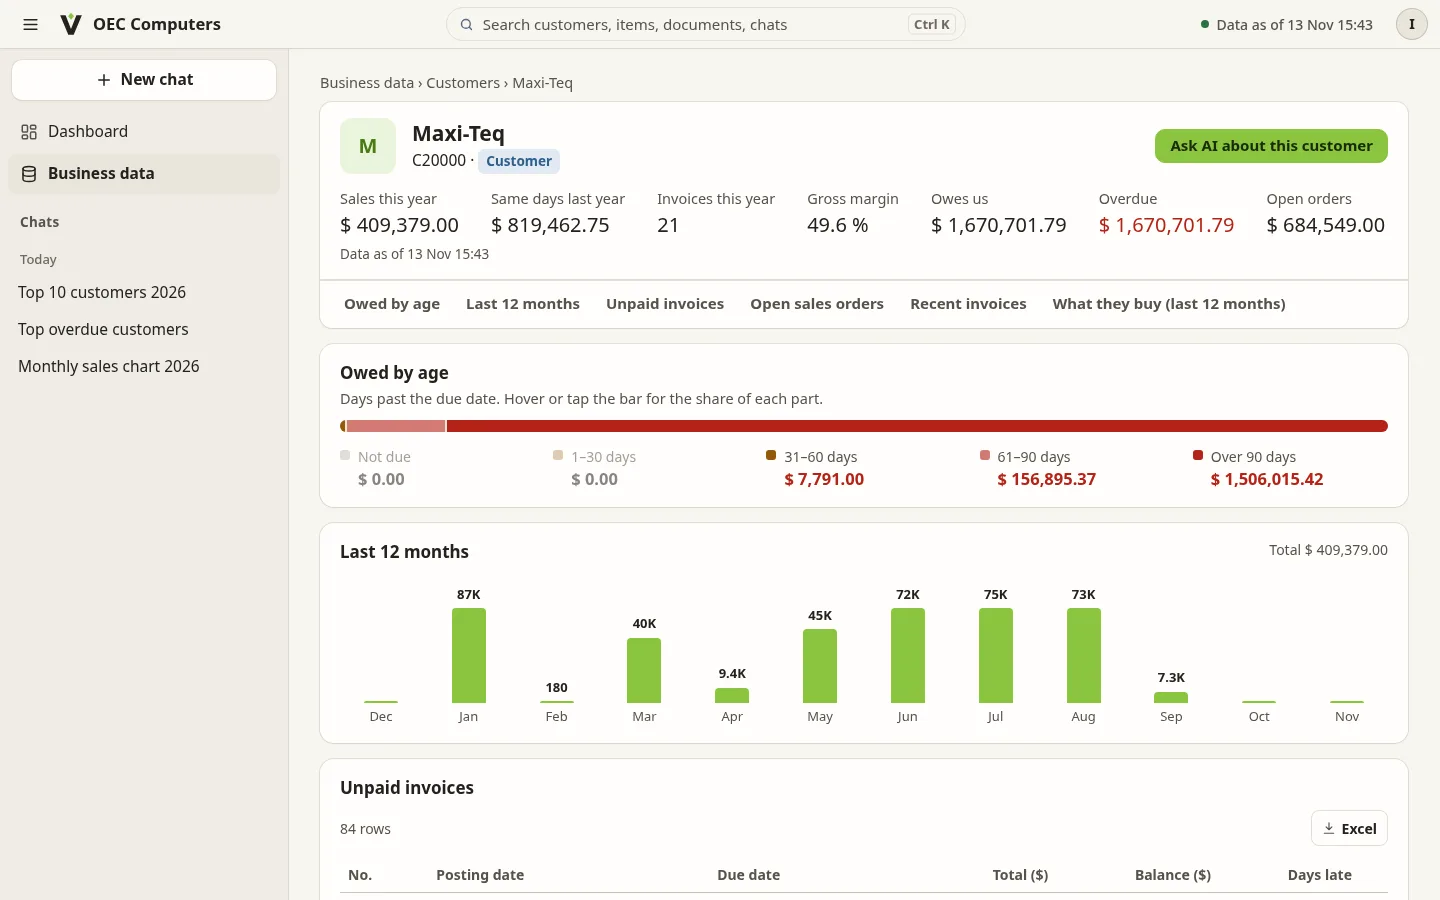 OEC Computers
Search customers, items, documents, chats
Ctrl K
Data as of 13 Nov 15:43
I
New chat
Dashboard
Business data
Chats
Today
Top 10 customers 2026
Top overdue customers
Monthly sales chart 2026
Business data › Customers › Maxi-Teq
M
Maxi-Teq
C20000 · Customer
Ask AI about this customer
Sales this year
$ 409,379.00
Same days last year
$ 819,462.75
Invoices this year
21
Gross margin
49.6 %
Owes us
$ 1,670,701.79
Overdue
$ 1,670,701.79
Open orders
$ 684,549.00
Data as of 13 Nov 15:43
Owed by age Last 12 months Unpaid invoices Open sales orders Recent invoices What they buy (last 12 months)
Owed by age
Days past the due date. Hover or tap the bar for the share of each part.
Not due
$ 0.00
1–30 days
$ 0.00
31–60 days
$ 7,791.00
61–90 days
$ 156,895.37
Over 90 days
$ 1,506,015.42
Last 12 months
Total $ 409,379.00
87K
180
40K
9.4K
45K
72K
75K
73K
7.3K
Dec Jan Feb Mar Apr May Jun Jul Aug Sep Oct Nov
Unpaid invoices
84 rows
Excel
No. Posting date Due date Total ($) Balance ($) Days late